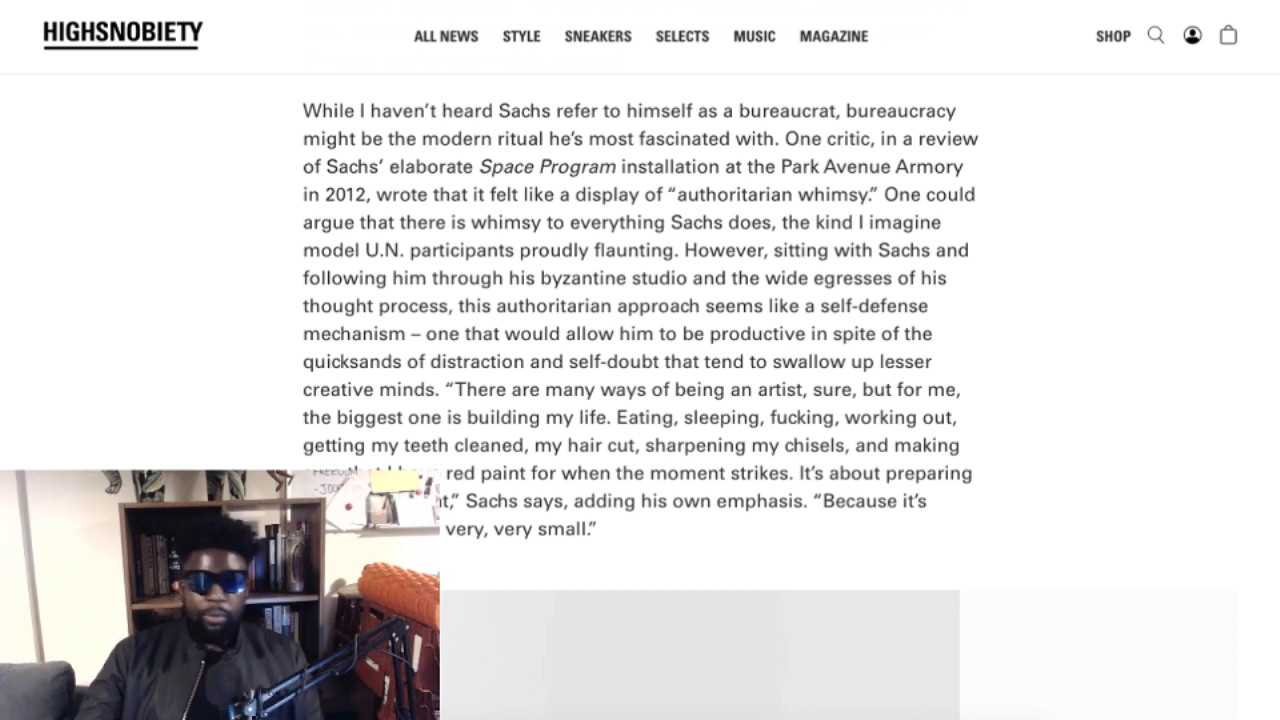 HIGHSNOBIETY
ALL NEWS STYLE SNEAKERS SELECTS MUSIC MAGAZINE
SHOP
While I haven’t heard Sachs refer to himself as a bureaucrat, bureaucracy
might be the modern ritual he’s most fascinated with. One critic, in a review
of Sachs’ elaborate Space Program installation at the Park Avenue Armory
in 2012, wrote that it felt like a display of “authoritarian whimsy.” One could
argue that there is whimsy to everything Sachs does, the kind I imagine
model U.N. participants proudly flaunting. However, sitting with Sachs and
following him through his byzantine studio and the wide egresses of his
thought process, this authoritarian approach seems like a self-defense
mechanism – one that would allow him to be productive in spite of the
quicksands of distraction and self-doubt that tend to swallow up lesser
creative minds. “There are many ways of being an artist, sure, but for me,
the biggest one is building my life. Eating, sleeping, fucking, working out,
getting my teeth cleaned, my hair cut, sharpening my chisels, and making
red paint for when the moment strikes. It’s about preparing
Sachs says, adding his own emphasis. “Because it’s
very, very small.”